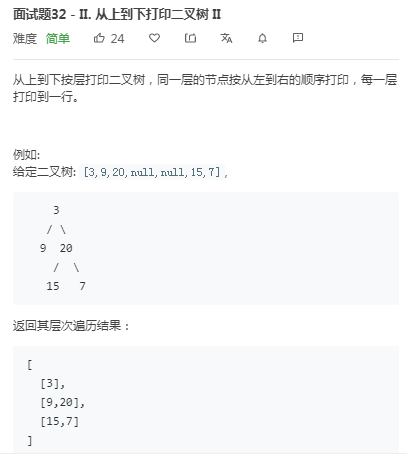 面试题32 - II. 从上到下打印二叉树 II
难度 简单 24
从上到下按层打印二叉树，同一层的节点按从左到右的顺序打印，每一层
打印到一行。
例如:
给定二叉树: [3,9,20,null,null,15,7],
3
/ \
9 20
/ \
15 7
返回其层次遍历结果：
[
[3],
[9,20],
[15,7]
]